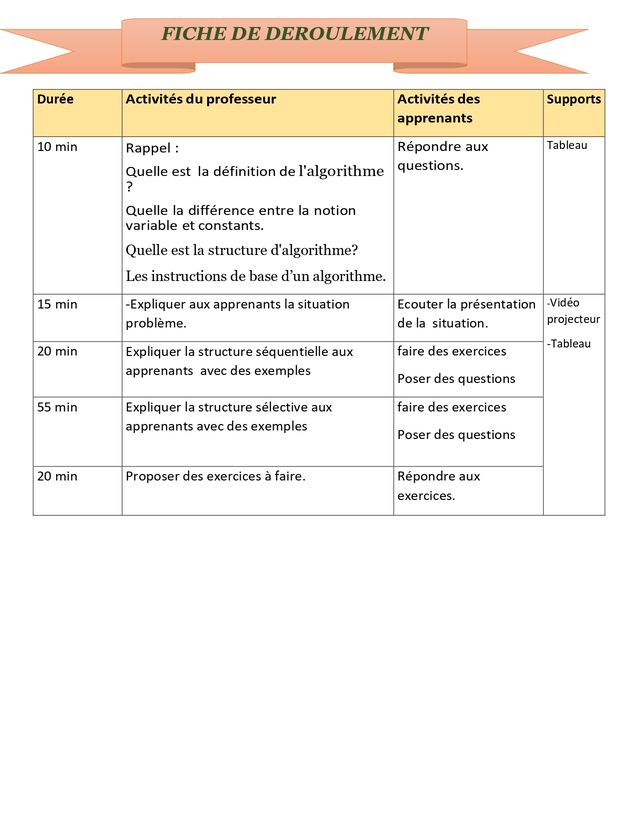 FICHE DE DEROULEMENT
Durée
Activités du professeur
Activités des
apprenants
Supports
10 min
Rappel :
Quelle est la définition de l'algorithme
?
Quelle la différence entre la notion
variable et constants.
Quelle est la structure d'algorithme?
Les instructions de base d’un algorithme.
Répondre aux
questions.
Tableau
15 min
-Expliquer aux apprenants la situation
problème.
Ecouter la présentation
de la situation.
-Vidéo
projecteur
-Tableau
20 min
Expliquer la structure séquentielle aux
apprenants avec des exemples
faire des exercices
Poser des questions
55 min
Expliquer la structure sélective aux
apprenants avec des exemples
faire des exercices
Poser des questions
20 min
Proposer des exercices à faire.
Répondre aux
exercices.